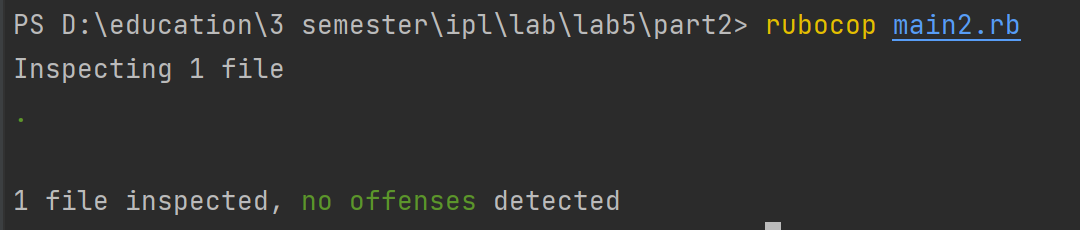 PS D:\education\3 semester\ipl\lab\lab5\part2> rubocop main2.rb
Inspecting 1 file
.
1 file inspected, no offenses detected